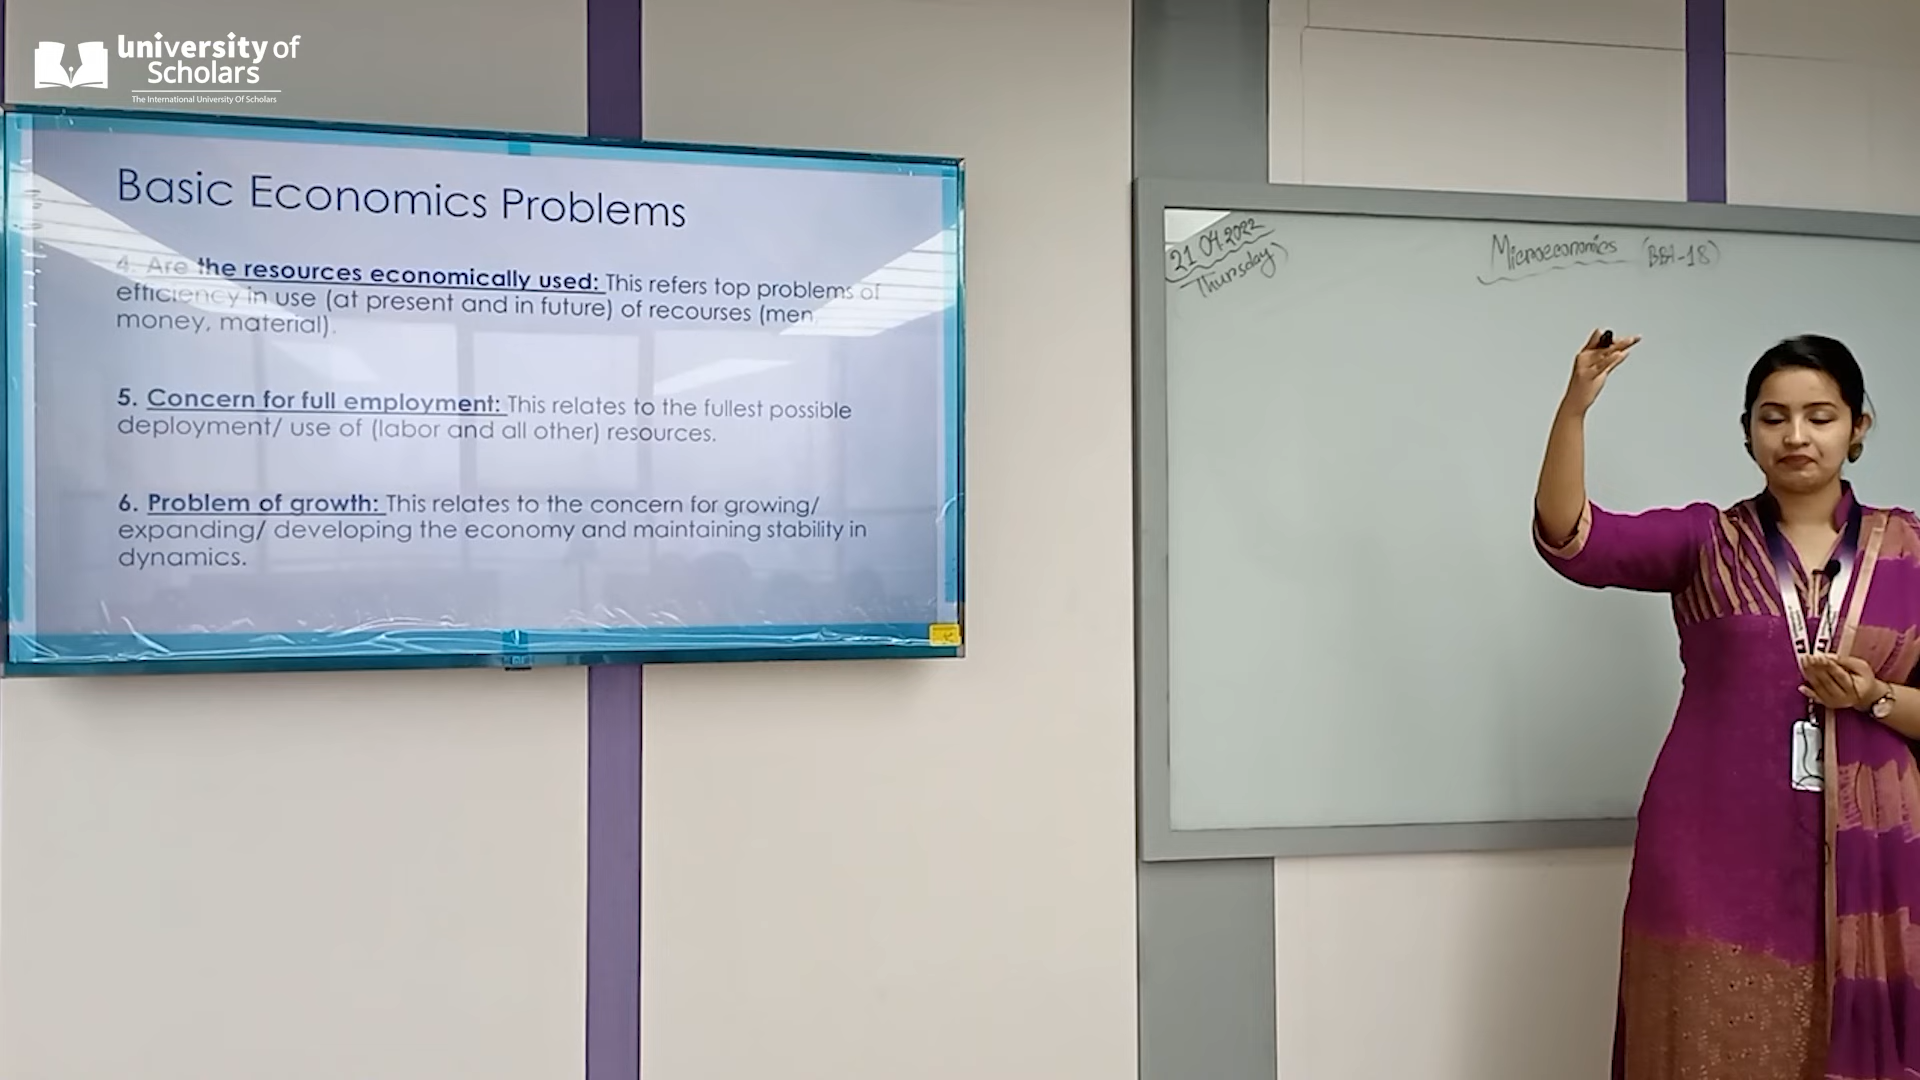 University of
Scholars
The International University Of Scholars
Basic Economics Problems
4. Are the resources economically used: This refers top problems of
efficiency in use (at present and in future) of recourses (men,
money, material).
5. Concern for full employment: This relates to the fullest possible
deployment/ use of (labor and all other) resources.
6. Problem of growth: This relates to the concern for growing/
expanding/ developing the economy and maintaining stability in
dynamics.
21.04.2022
Thursday
Microeconomics (BBA-18)